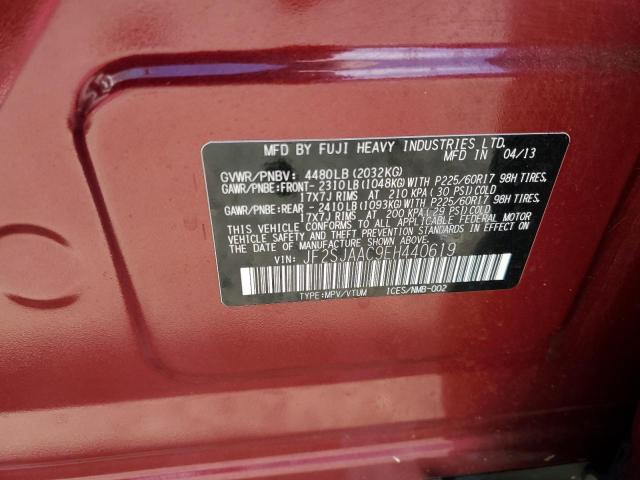 MFD BY FUJI HEAVY INDUSTRIES LTD.
MFD IN 04/13
GVWR/PNBV: 4480LB(2032KG)
GAWR/PNBE:FRONT- 2310LB(1048KG)WITH P225/60R17 98H TIRES.
17X7J RIMS AT 210 KPA(30 PSI)COLD
GAWR/PNBE:REAR - 2410LB(1093KG)WITH P225/60R17 98H TIRES.
17X7J RIMS AT 200 KPA(29 PSI)COLD
THIS VEHICLE CONFORMS TO ALL APPLICABLE FEDERAL MOTOR
VEHICLE SAFETY STANDARDS IN EFFECT ON
THE DATE OF MANUFACTURE SHOWN ABOVE.
VIN: JF2SJAAC9EH440619
TYPE:MPV/VTUM ICES/NMB-002